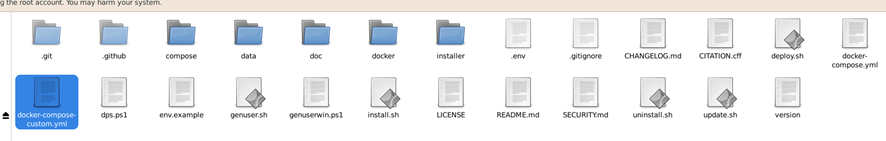 g the root account. You may harm your system.
.git
.github
compose
data
doc
docker
installer
.env
.gitignore
CHANGELOG.md
CITATION.cff
deploy.sh
docker-
compose.yml
docker-compose-
custom.yml
dps.ps1
env.example
genuser.sh
genuserwin.ps1
install.sh
LICENSE
README.md
SECURITY.md
uninstall.sh
update.sh
version